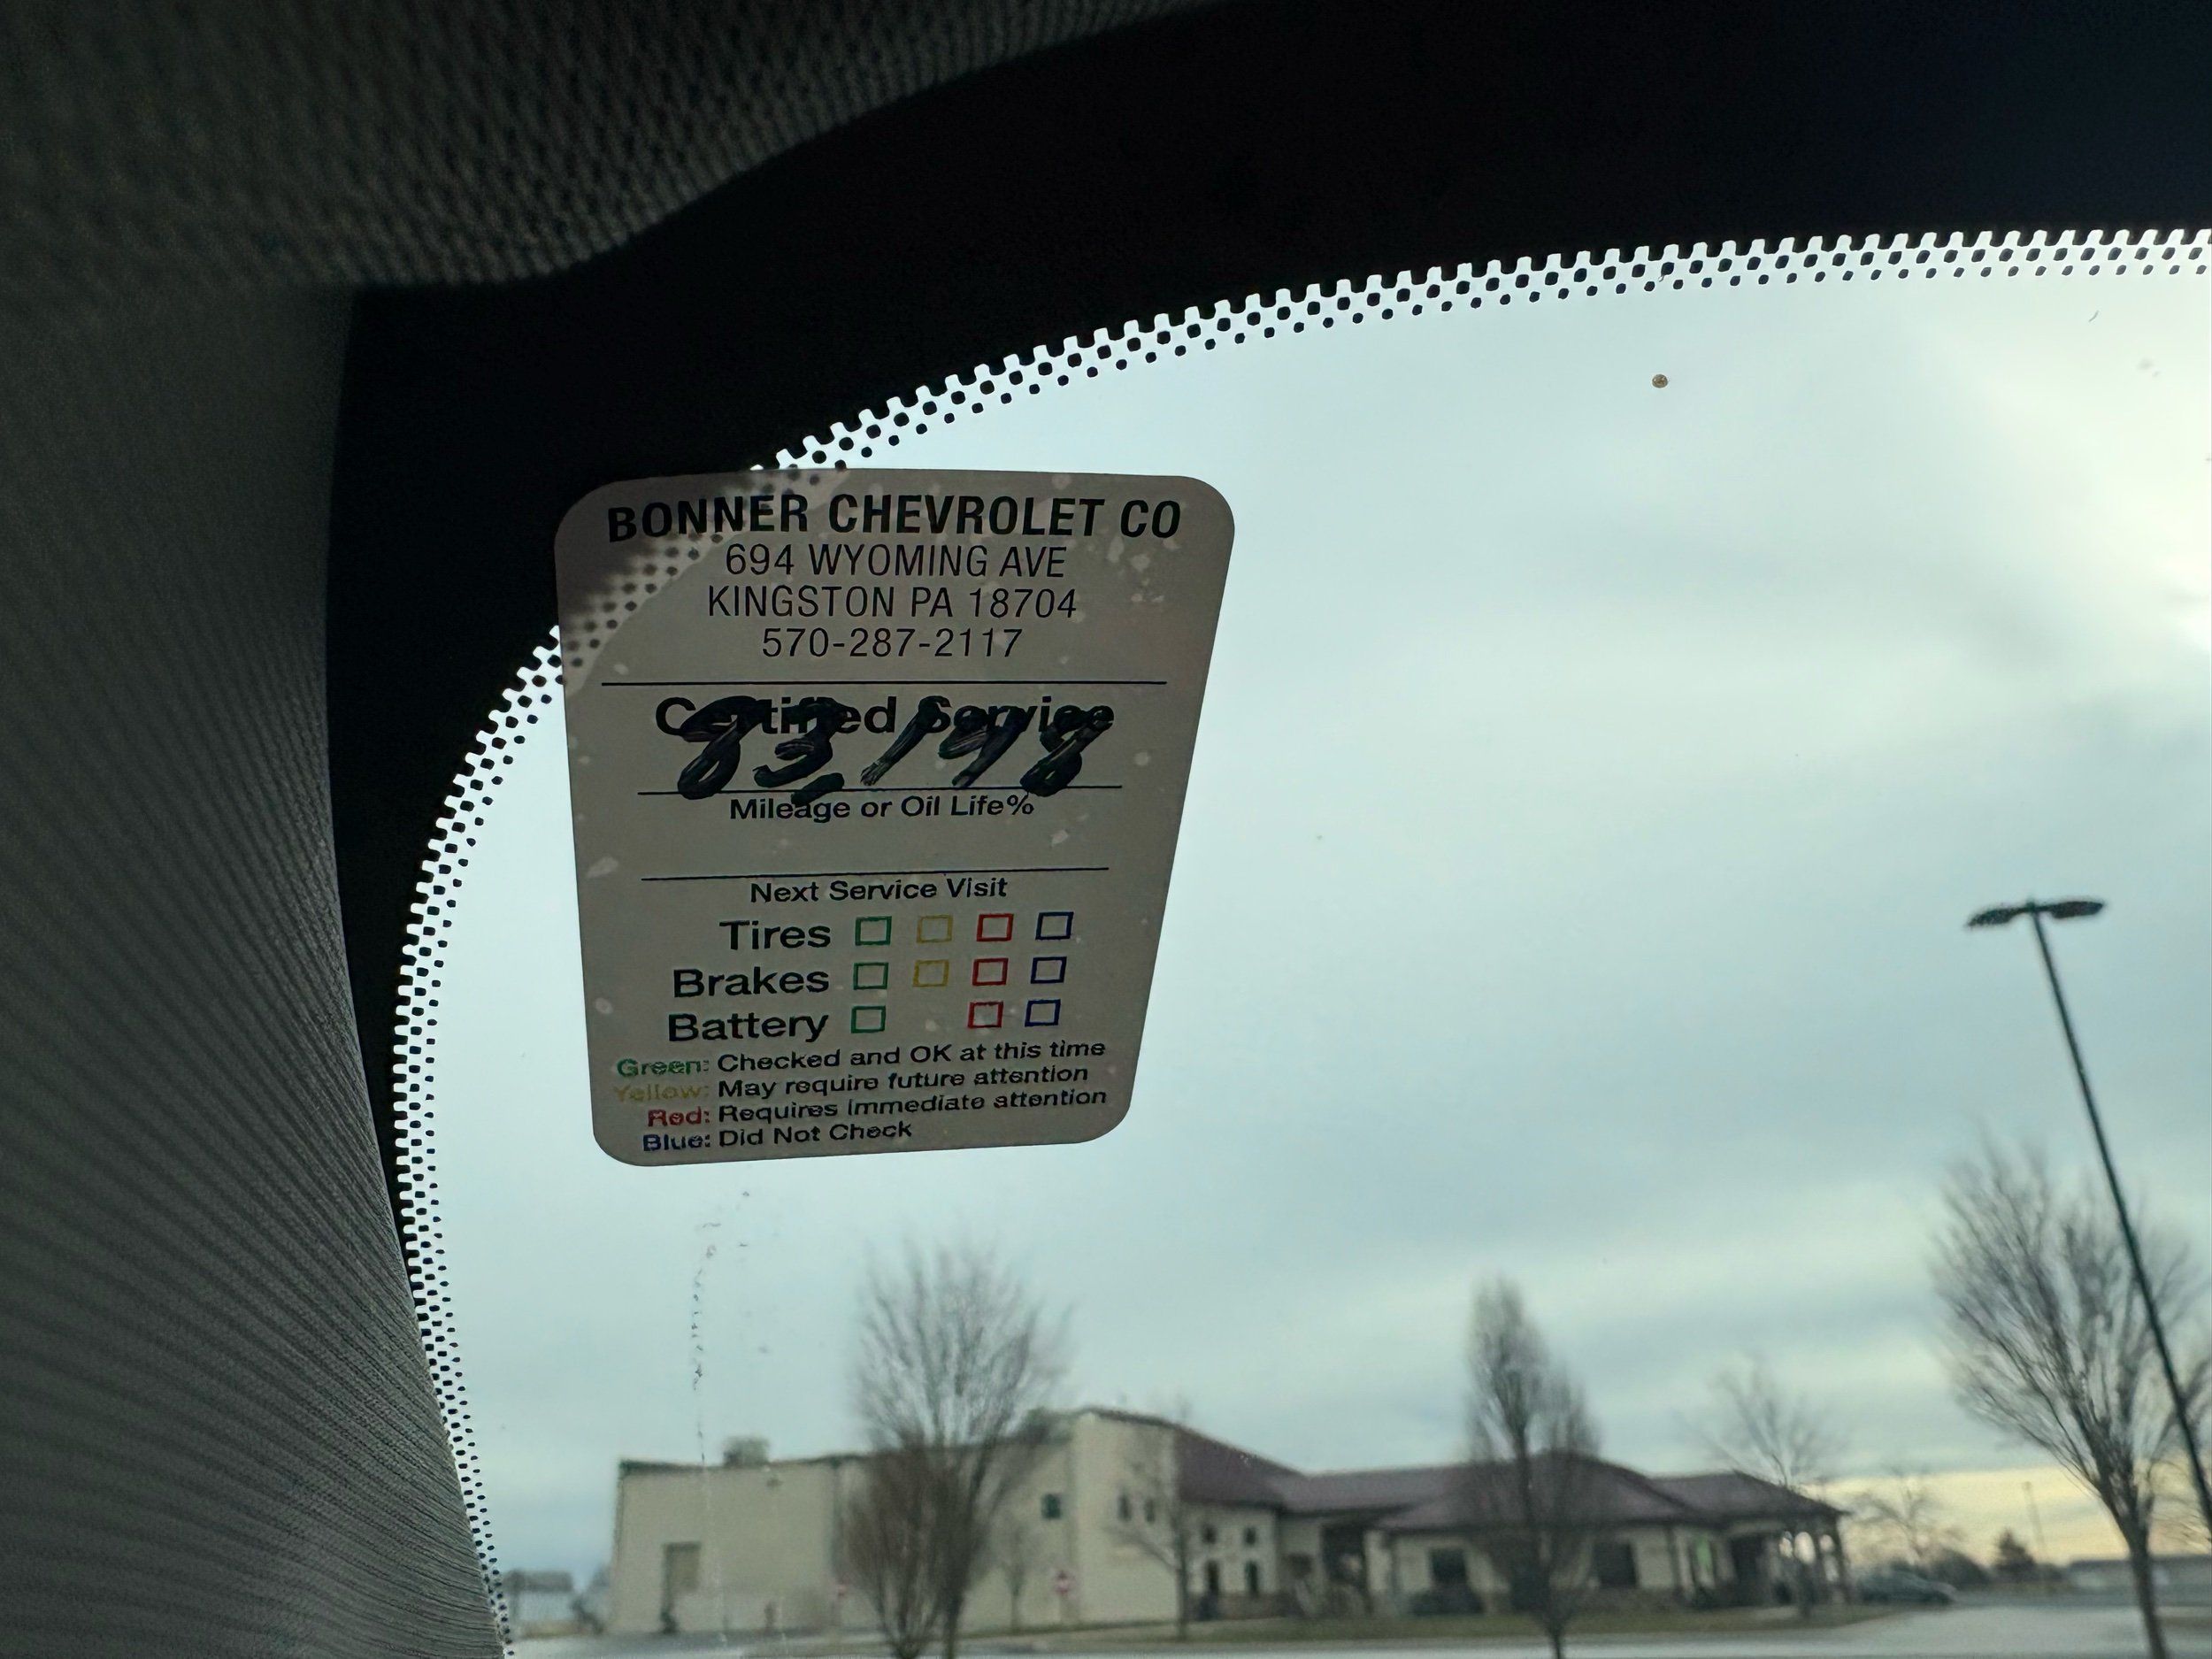 BONNER CHEVROLET CO
694 WYOMING AVE
KINGSTON PA 18704
570-287-2117
Certified Service
83,148
Mileage or Oil Life%
Next Service Visit
Tires
Brakes
Battery
Green: Checked and OK at this time
Yellow: May require future attention
Red: Requires immediate attention
Blue: Did Not Check